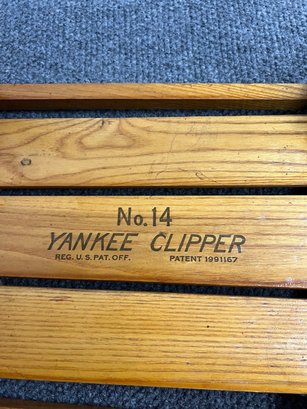 No. 14
YANKEE CLIPPER
REG. U.S. PAT. OFF. PATENT 1991167